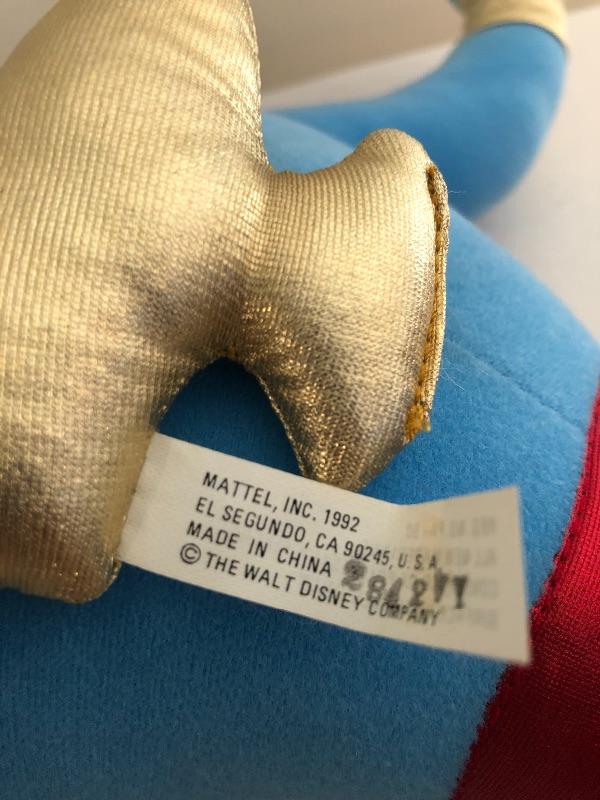 MATTEL, INC. 1992
EL SEGUNDO, CA 90245, U.S.A.
MADE IN CHINA
© THE WALT DISNEY COMPANY